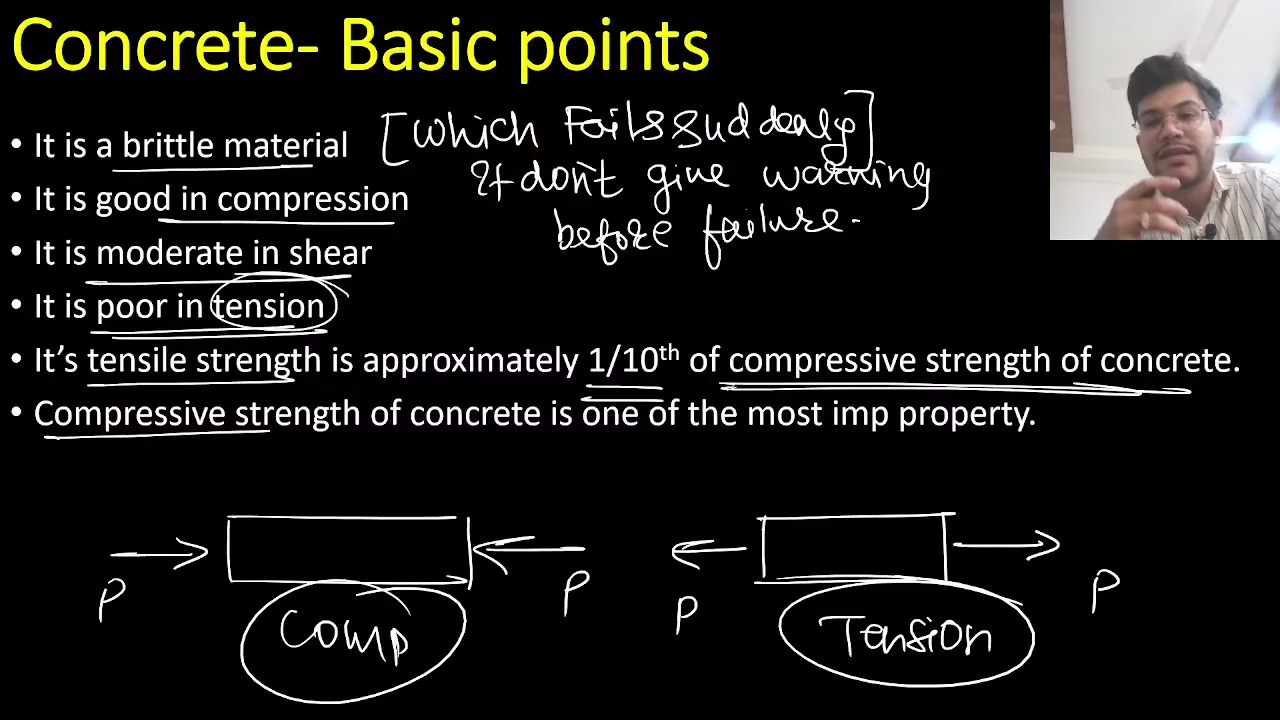 Concrete- Basic points
• It is a brittle material
[Which Fails suddenly]
• It is good in compression
It don't give warning
before failure.
• It is moderate in shear
• It is poor in tension
• It's tensile strength is approximately 1/10th of compressive strength of concrete.
• Compressive strength of concrete is one of the most imp property.
P
P
Comp
P
P
Tension